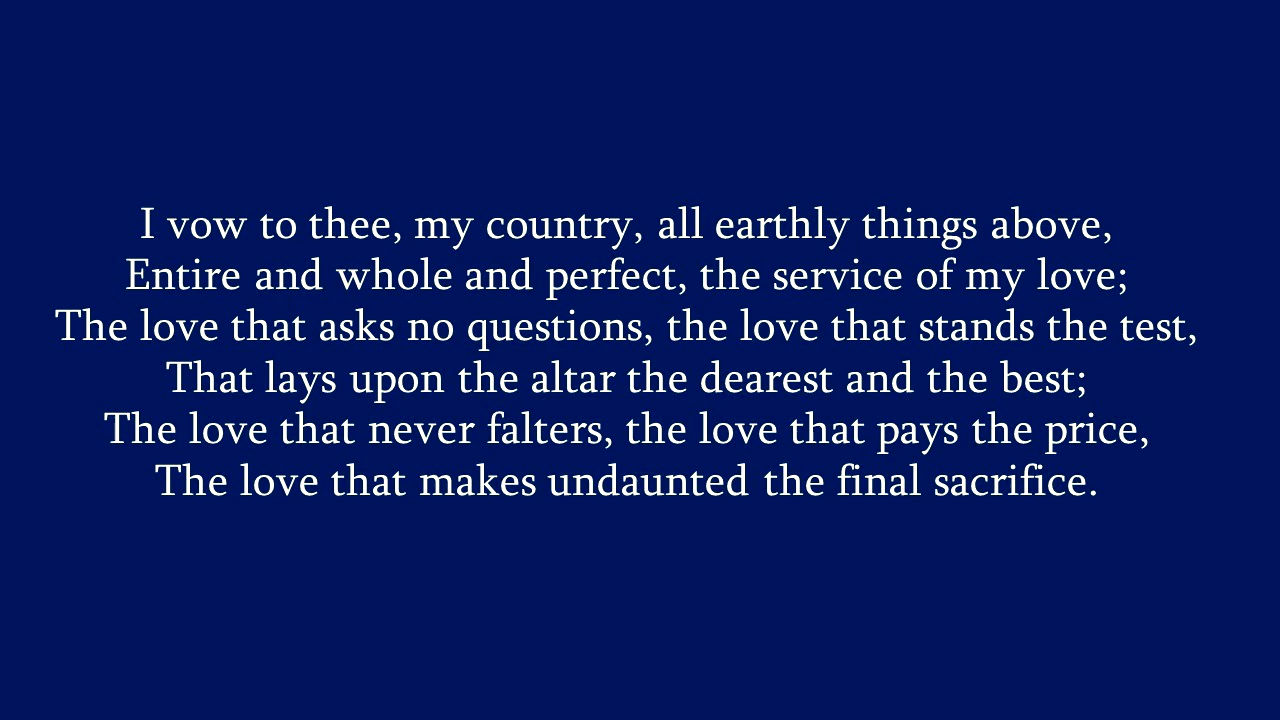 I vow to thee, my country, all earthly things above,
Entire and whole and perfect, the service of my love;
The love that asks no questions, the love that stands the test,
That lays upon the altar the dearest and the best;
The love that never falters, the love that pays the price,
The love that makes undaunted the final sacrifice.